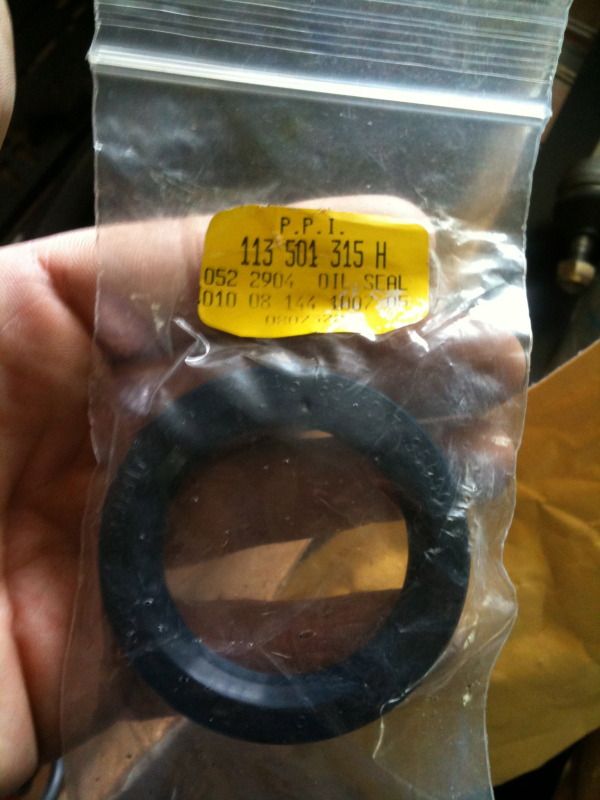 P.P.I.
113 501 315 H
052 2904 OIL SEAL
010 08 144 1007 05